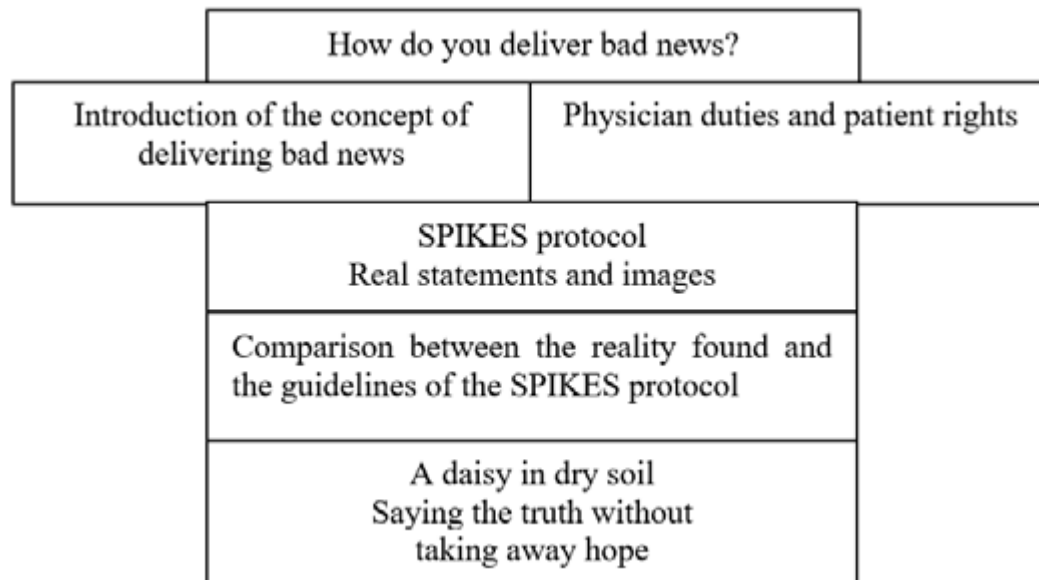 How do you deliver bad news?
Introduction of the concept of
delivering bad news
Physician duties and patient rights
SPIKES protocol
Real statements and images
Comparison between the reality found and
the guidelines of the SPIKES protocol
A daisy in dry soil
Saying the truth without
taking away hope